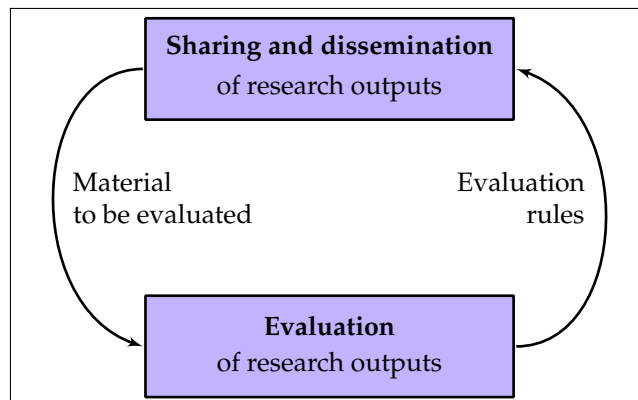 Sharing and dissemination
of research outputs
Material
to be evaluated
Evaluation
rules
Evaluation
of research outputs